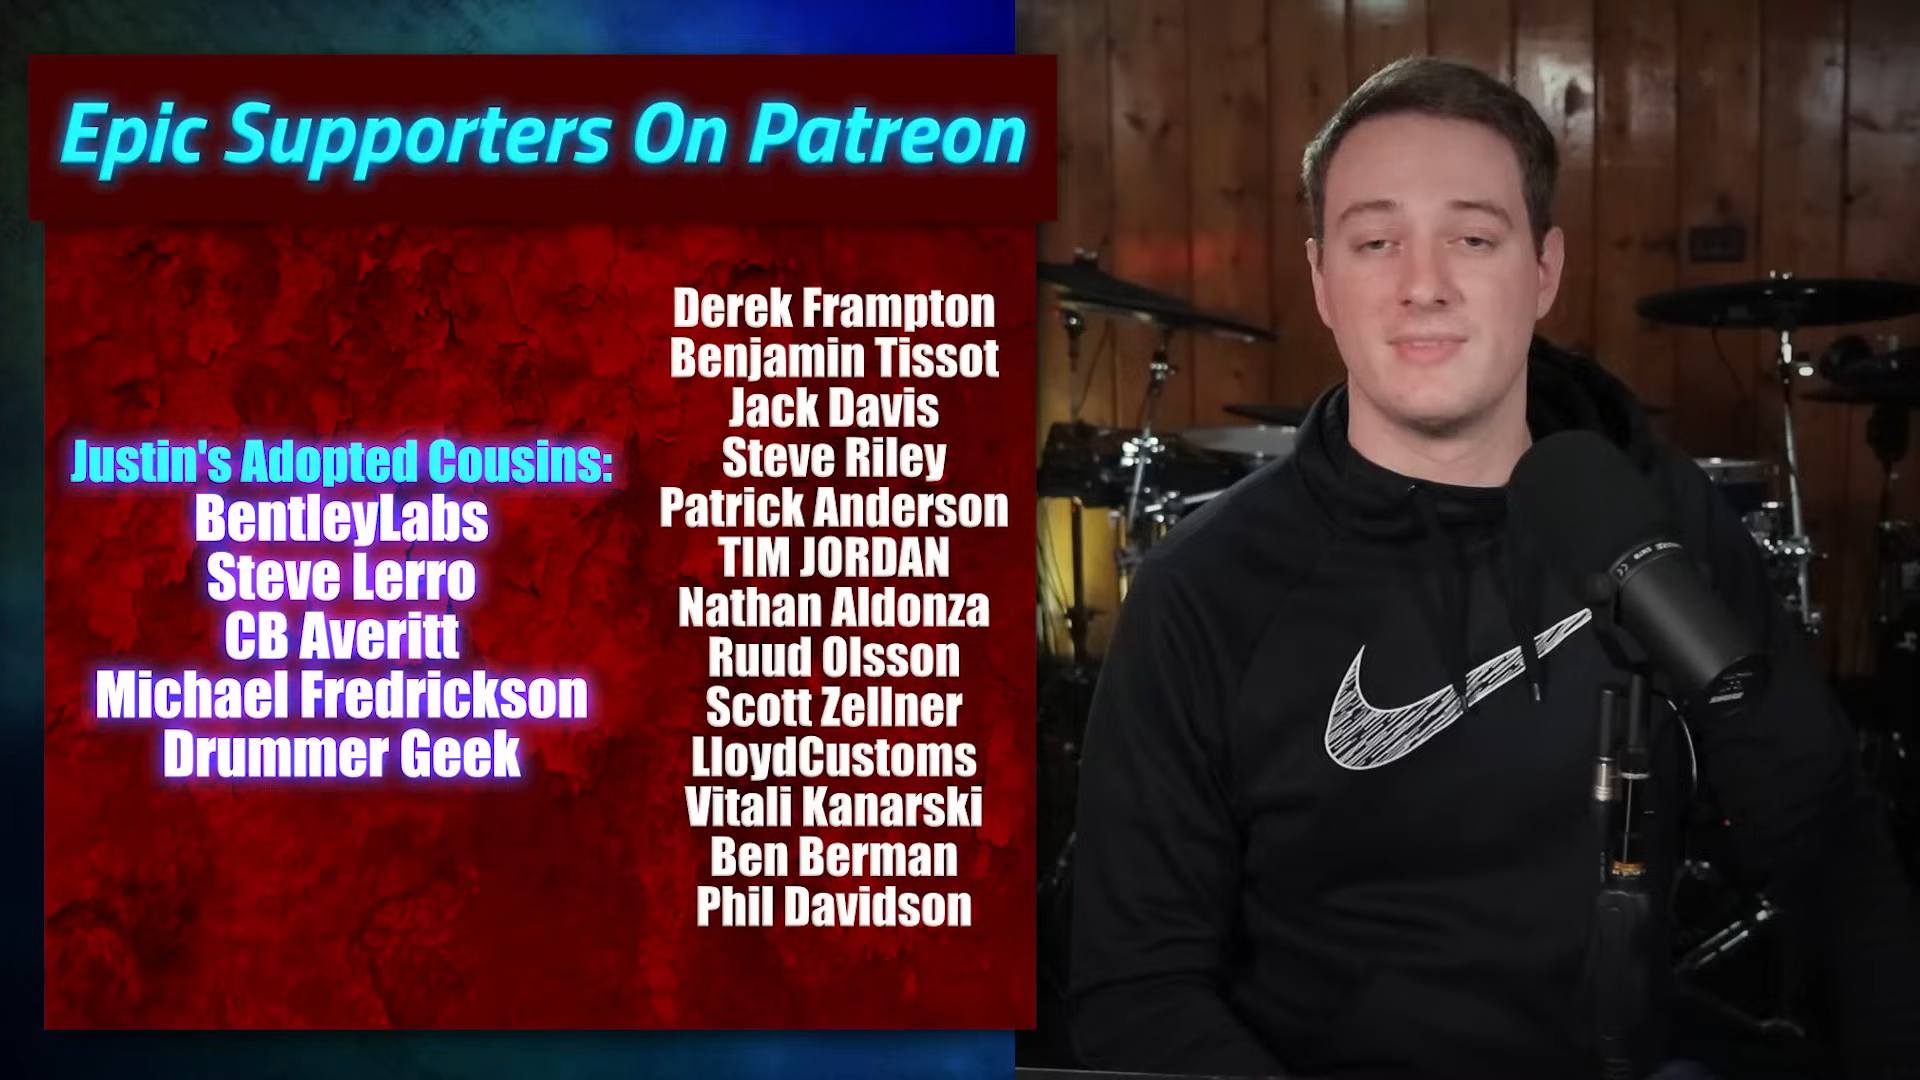 Epic Supporters On Patreon
Justin's Adopted Cousins:
BentleyLabs
Steve Lerro
CB Averitt
Michael Fredrickson
Drummer Geek
Derek Frampton
Benjamin Tissot
Jack Davis
Steve Riley
Patrick Anderson
TIM JORDAN
Nathan Aldonza
Ruud Olsson
Scott Zellner
LloydCustoms
Vitali Kanarski
Ben Berman
Phil Davidson